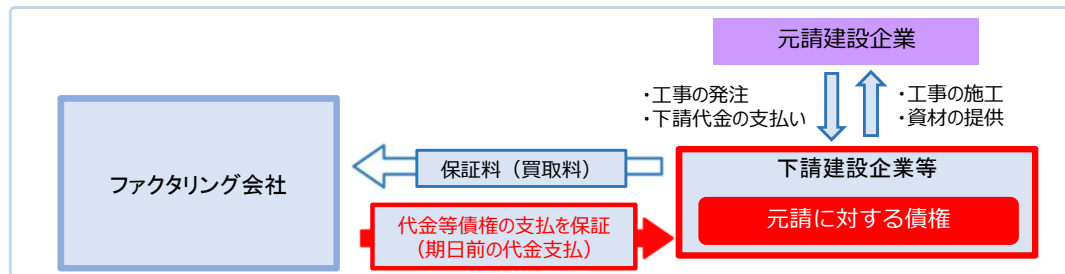 元請建設企業
・工事の発注
・下請代金の支払い
・工事の施工
・資材の提供
ファクタリング会社
保証料（買取料）
下請建設企業等
元請に対する債権
代金等債権の支払を保証
（期日前の代金支払）